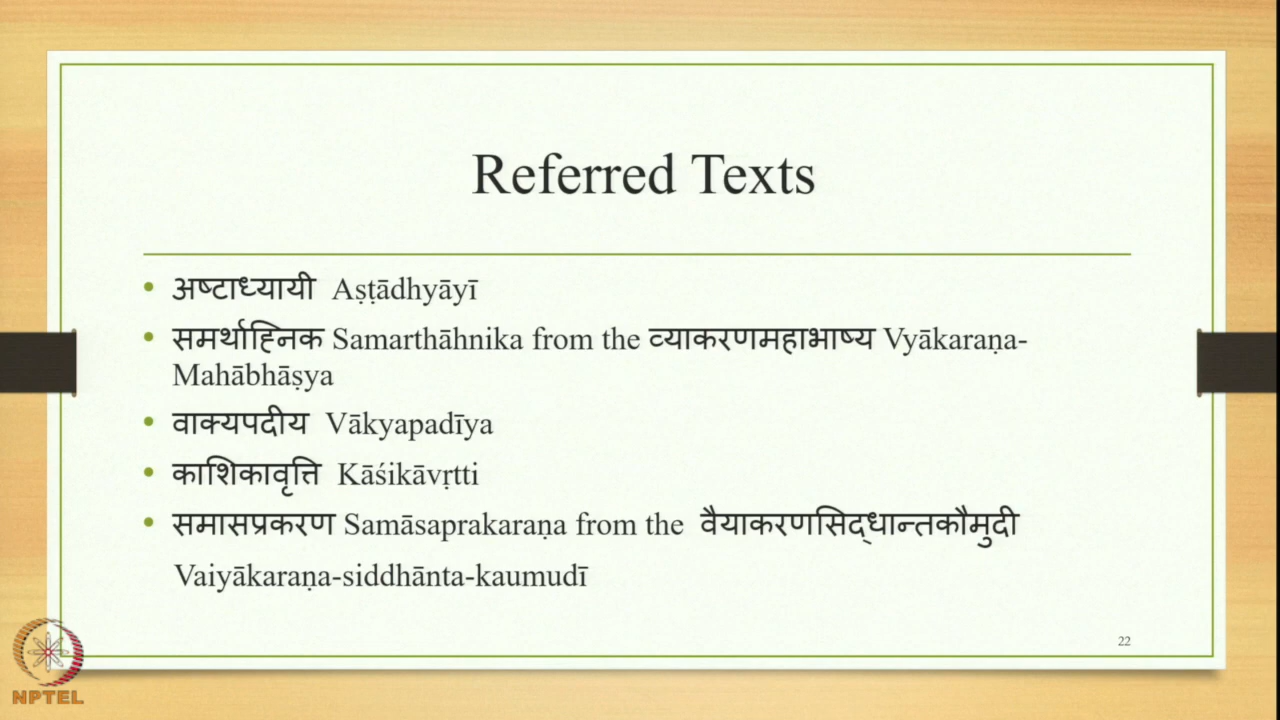 Referred Texts
• अष्टाध्यायी Aṣṭādhyāyī
• समर्थाह्निक Samarthāhnika from the व्याकरणमहाभाष्य Vyākaraṇa-
Mahābhāṣya
• वाक्यपदीय Vākyapadīya
• काशिकावृत्ति Kāśikāvṛtti
• समासप्रकरण Samāsaprakaraṇa from the वैयाकरणसिद्धान्तकौमुदी
Vaiyākaraṇa-siddhānta-kaumudī
22
NPTEL